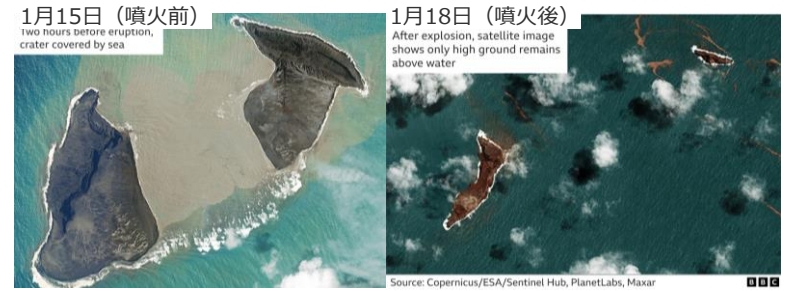 1月15日（噴火前）
Two hours before eruption,
crater covered by sea
1月18日（噴火後）
After explosion, satellite image
shows only high ground remains
above water
Source: Copernicus/ESA/Sentinel Hub, PlanetLabs, Maxar
BBC